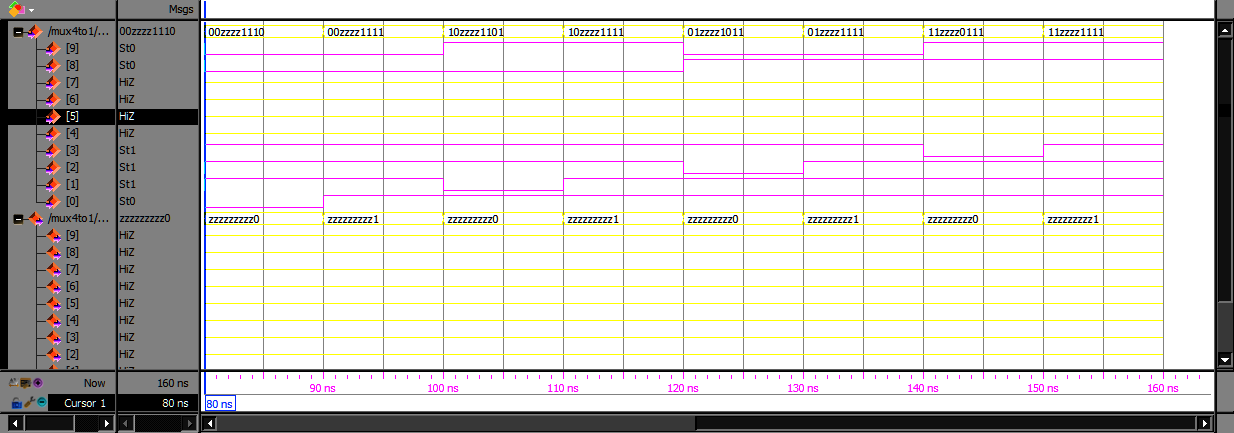 Msgs
/mux4to1/... 00zzzz1110 00zzzz1110 00zzzz1111 10zzzz1101 10zzzz1111 01zzzz1011 01zzzz1111 11zzzz0111 11zzzz1111
[9] St0
[8] St0
[7] HiZ
[6] HiZ
[5] HiZ
[4] HiZ
[3] St1
[2] St1
[1] St1
[0] St0
/mux4to1/... zzzzzzzzz0 zzzzzzzzz0 zzzzzzzzz1 zzzzzzzzz0 zzzzzzzzz1 zzzzzzzzz0 zzzzzzzzz1 zzzzzzzzz0 zzzzzzzzz1
[9] HiZ
[8] HiZ
[7] HiZ
[6] HiZ
[5] HiZ
[4] HiZ
[3] HiZ
[2] HiZ
Now 160 ns 90 ns 100 ns 110 ns 120 ns 130 ns 140 ns 150 ns 160 ns
Cursor 1 80 ns 80 ns